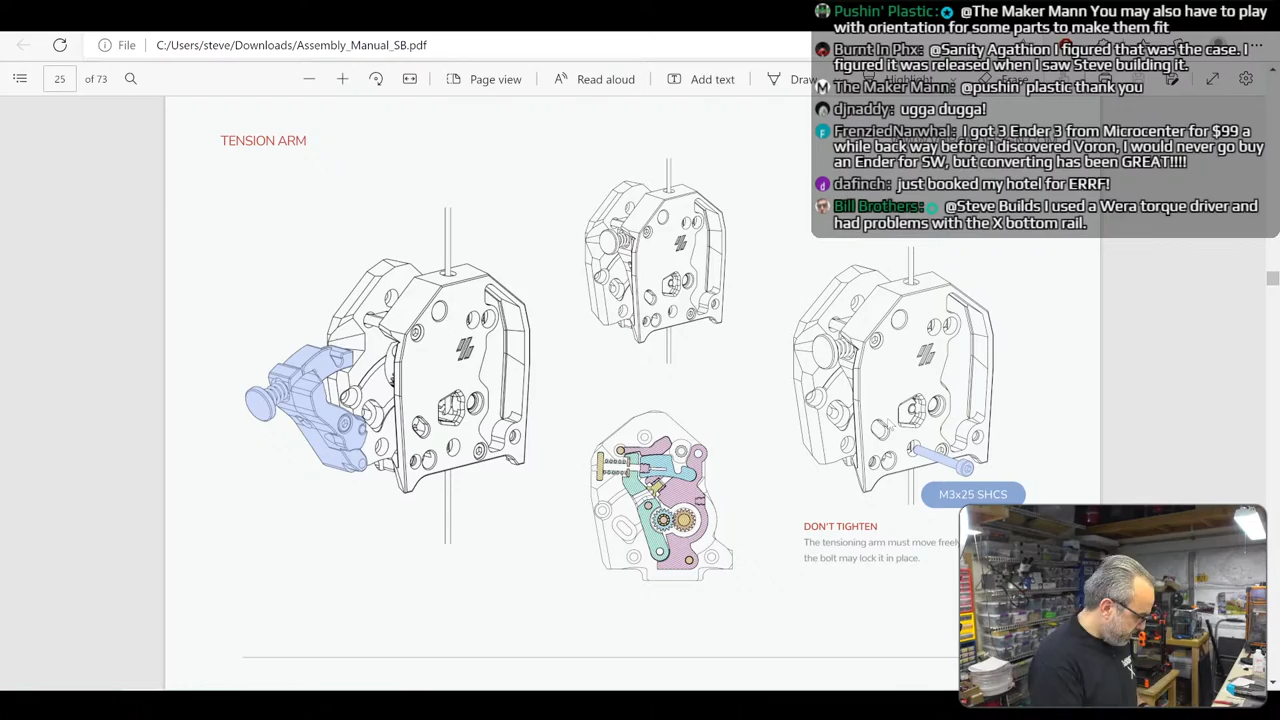 File
C:/Users/steve/Downloads/Assembly_Manual_SB.pdf
25
of 73
Page view
Read aloud
Add text
Draw
Highlight
Erase
TENSION ARM
M3x25 SHCS
DON'T TIGHTEN
The tensioning arm must move freely
the bolt may lock it in place.
Pushin' Plastic: @The Maker Mann You may also have to play
with orientation for some parts to make them fit
Burnt In Phx: @Sanity Agathion I figured that was the case. I
figured it was released when I saw Steve building it.
The Maker Mann: @pushin' plastic thank you
djnaddy: ugga dugga!
FrenziedNarwhal: I got 3 Ender 3 from Microcenter for $99 a
while back way before I discovered Voron, I would never go buy
an Ender for SW, but converting has been GREAT!!!!
dafinch: just booked my hotel for ERRF!
Bill Brothers: @Steve Builds I used a Wera torque driver and
had problems with the X bottom rail.